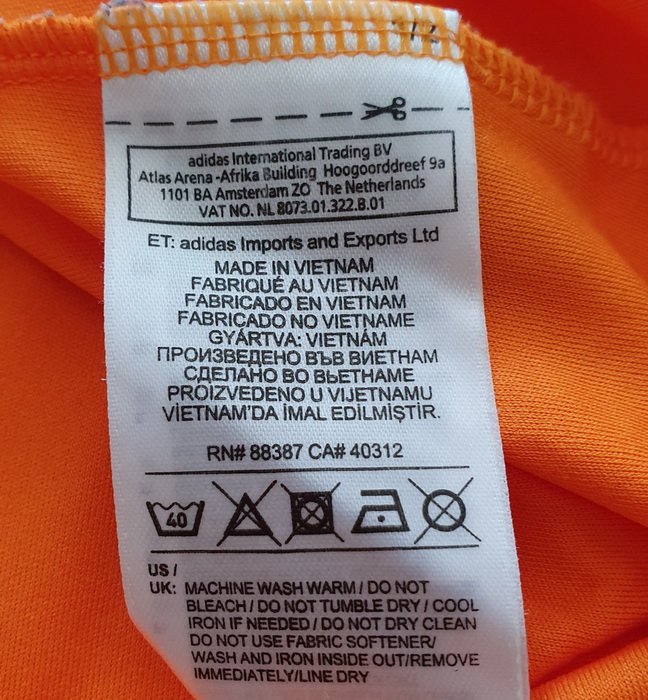 adidas International Trading BV
Atlas Arena -Afrika Building Hoogoorddreef 9a
1101 BA Amsterdam ZO The Netherlands
VAT NO. NL 8073.01.322.B.01
ET: adidas Imports and Exports Ltd
MADE IN VIETNAM
FABRIQUÉ AU VIETNAM
FABRICADO EN VIETNAM
FABRICADO NO VIETNAME
GYÁRTVA: VIETNÁM
ПРОИЗВЕДЕНО ВЪВ ВИЕТНАМ
СДЕЛАНО ВО ВЬЕТНАМЕ
PROIZVEDENO U VIJETNAMU
VİETNAM'DA İMAL EDİLMİŞTİR.
RN# 88387 CA# 40312
40
US /
UK: MACHINE WASH WARM / DO NOT
BLEACH / DO NOT TUMBLE DRY / COOL
IRON IF NEEDED / DO NOT DRY CLEAN
DO NOT USE FABRIC SOFTENER/
WASH AND IRON INSIDE OUT/REMOVE
IMMEDIATELY/LINE DRY